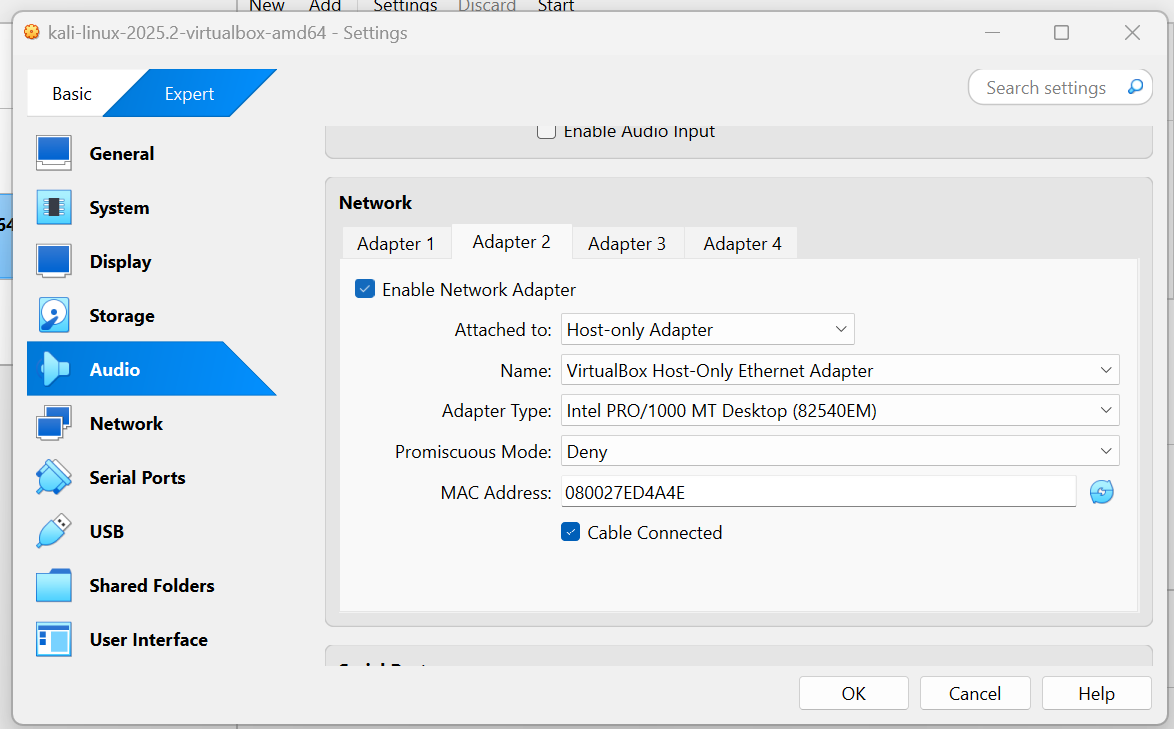 New Add Settings Discard Start
kali-linux-2025.2-virtualbox-amd64 - Settings
Basic Expert
Search settings
General
System
Display
Storage
Audio
Network
Serial Ports
USB
Shared Folders
User Interface
64
Enable Audio Input
Network
Adapter 1 Adapter 2 Adapter 3 Adapter 4
Enable Network Adapter
Attached to: Host-only Adapter
Name: VirtualBox Host-Only Ethernet Adapter
Adapter Type: Intel PRO/1000 MT Desktop (82540EM)
Promiscuous Mode: Deny
MAC Address: 080027ED4A4E
Cable Connected
OK Cancel Help